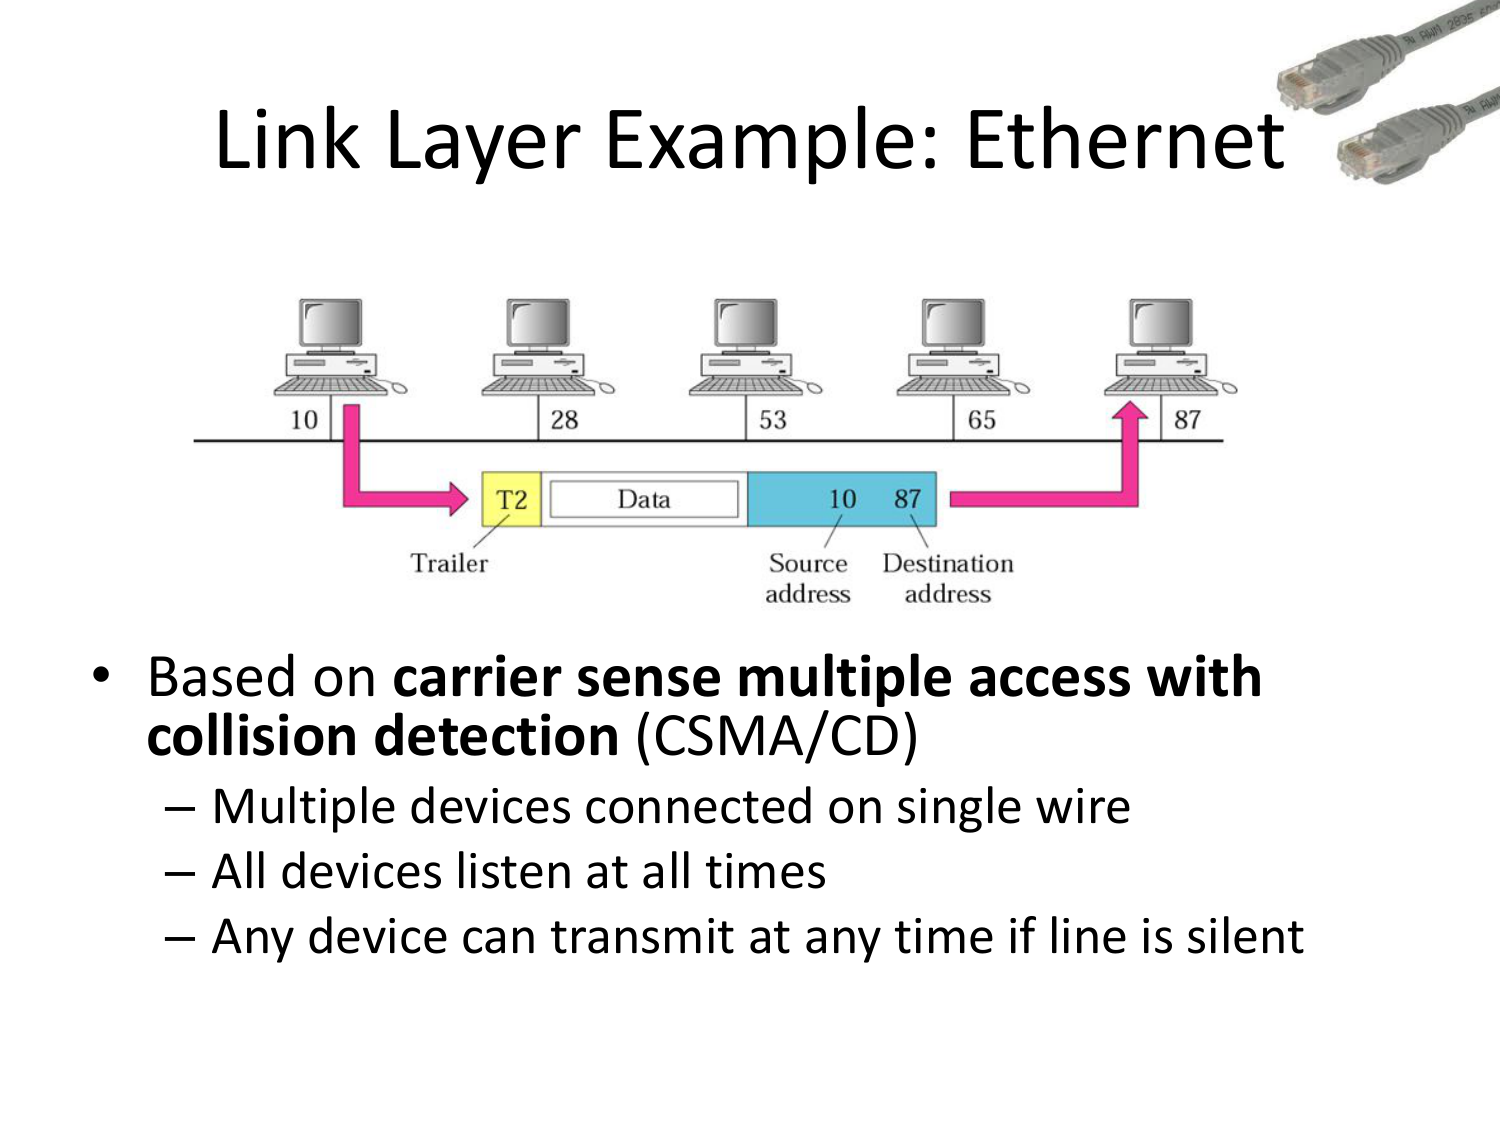 Link Layer Example: Ethernet
10 28 53 65 87
T2 Data 10 87
Trailer Source Destination
address address
• Based on carrier sense multiple access with
collision detection (CSMA/CD)
– Multiple devices connected on single wire
– All devices listen at all times
– Any device can transmit at any time if line is silent